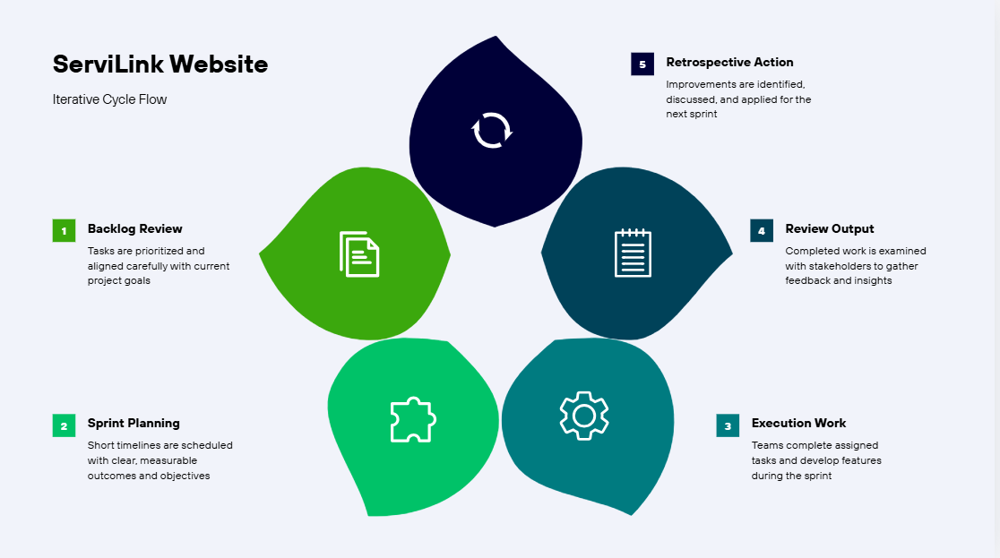 ServiLink Website
Iterative Cycle Flow
1
Backlog Review
Tasks are prioritized and
aligned carefully with current
project goals
2
Sprint Planning
Short timelines are scheduled
with clear, measurable
outcomes and objectives
3
Execution Work
Teams complete assigned
tasks and develop features
during the sprint
4
Review Output
Completed work is examined
with stakeholders to gather
feedback and insights
5
Retrospective Action
Improvements are identified,
discussed, and applied for the
next sprint